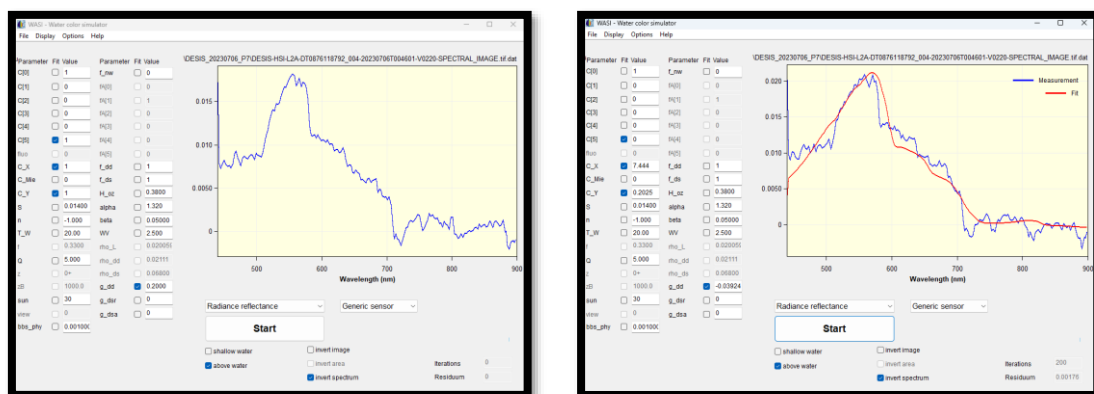 WASI - Water color simulator
File Display Options Help
Parameter Fit Value Parameter Fit Value
\DESIS_20230706_P7\DESIS-HSI-L2A-DT0876118792_004-20230706T004601-V0220-SPECTRAL_IMAGE.tif.dat
C[0] 1 f_nw 0
C[1] 0 fA[0] 0
C[2] 0 fA[1] 1
C[3] 0 fA[2] 0
C[4] 0 fA[3] 0
C[5] 1 fA[4] 0
fluo 0 fA[5] 0
C_X 1 f_dd 1
C_Mie 0 f_ds 1
C_Y 1 H_oz 0.3800
S 0.01400 alpha 1.320
n -1.000 beta 0.05000
T_W 20.00 WV 2.500
f 0.3300 rho_L
Q 5.000 rho_dd 0.02111
z 0+ rho_ds 0.06800
zB 1000.0 g_dd 0.2000
sun 30 g_dsr 0
view 0 g_dsa 0
bbs_phy 0.00100
0.015
0.010
0.0050
0
500 600 700 800 900
Wavelength (nm)
Radiance reflectance Generic sensor
Start
shallow water invert image
above water invert area Iterations 0
invert spectrum Residuum 0
WASI - Water color simulator
File Display Options Help
Parameter Fit Value Parameter Fit Value
\DESIS_20230706_P7\DESIS-HSI-L2A-DT0876118792_004-20230706T004601-V0220-SPECTRAL_IMAGE.tif.dat
C[0] 1 f_nw 0
C[1] 0 fA[0] 0
C[2] 0 fA[1] 1
C[3] 0 fA[2] 0
C[4] 0 fA[3] 0
C[5] 0 fA[4] 0
fluo 0 fA[5] 0
C_X 7.444 f_dd 1
C_Mie 0 f_ds 1
C_Y 0.2025 H_oz 0.3800
S 0.01400 alpha 1.320
n -1.000 beta 0.05000
T_W 20.00 WV 2.500
f 0.3300 rho_L
Q 5.000 rho_dd 0.02111
z 0+ rho_ds 0.06800
zB 1000.0 g_dd -0.03924
sun 30 g_dsr 0
view 0 g_dsa 0
bbs_phy 0.00100
0.020
0.015
0.010
0.0050
0
Measurement
Fit
500 600 700 800 900
Wavelength (nm)
Radiance reflectance Generic sensor
Start
shallow water invert image
above water invert area Iterations 200
invert spectrum Residuum 0.00176